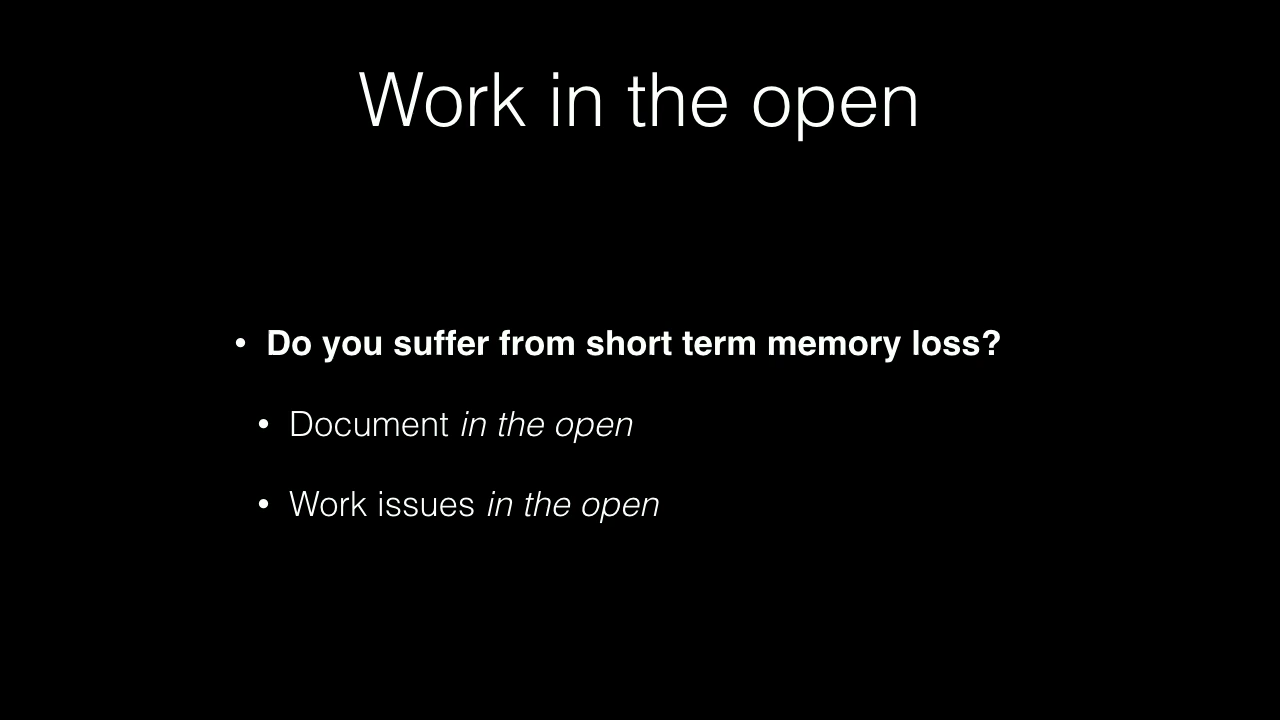 Work in the open
• Do you suffer from short term memory loss?
• Document in the open
• Work issues in the open